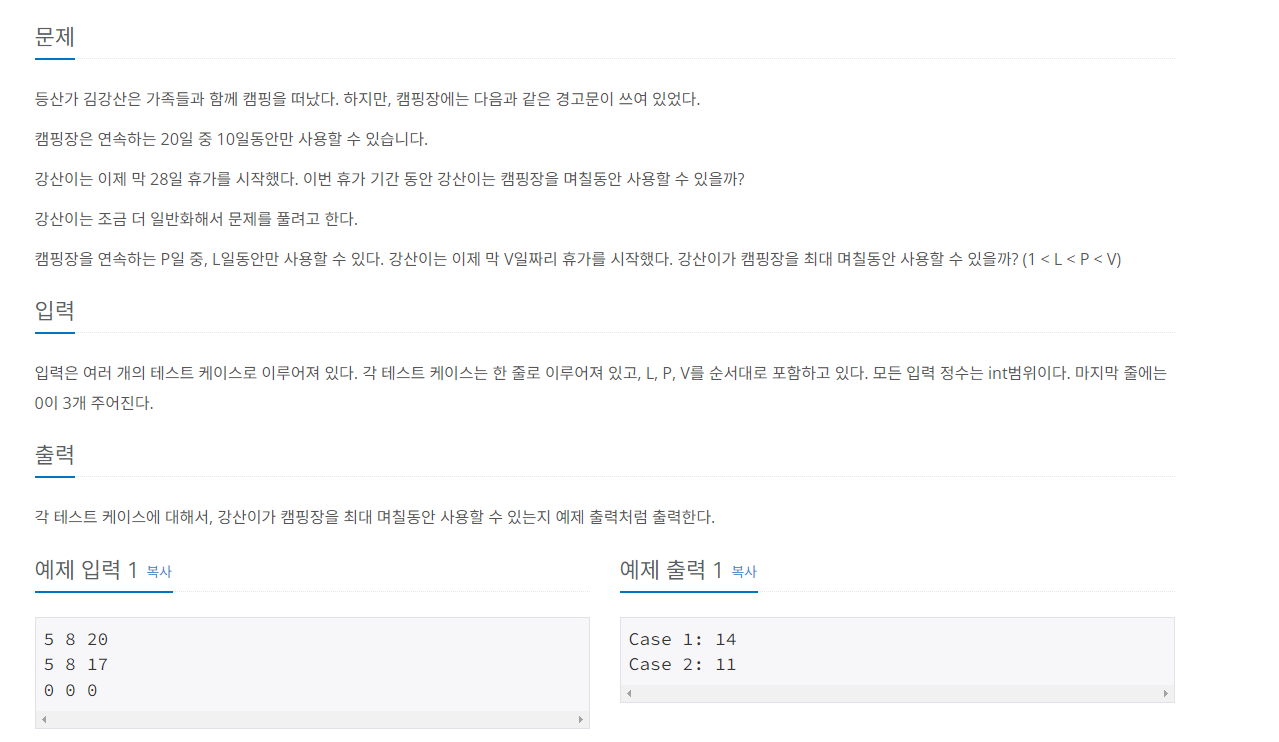 문제
등산가 김강산은 가족들과 함께 캠핑을 떠났다. 하지만, 캠핑장에는 다음과 같은 경고문이 쓰여 있었다.
캠핑장은 연속하는 20일 중 10일동안만 사용할 수 있습니다.
강산이는 이제 막 28일 휴가를 시작했다. 이번 휴가 기간 동안 강산이는 캠핑장을 며칠동안 사용할 수 있을까?
강산이는 조금 더 일반화해서 문제를 풀려고 한다.
캠핑장을 연속하는 P일 중, L일동안만 사용할 수 있다. 강산이는 이제 막 V일짜리 휴가를 시작했다. 강산이가 캠핑장을 최대 며칠동안 사용할 수 있을까? (1 < L < P < V)
입력
입력은 여러 개의 테스트 케이스로 이루어져 있다. 각 테스트 케이스는 한 줄로 이루어져 있고, L, P, V를 순서대로 포함하고 있다. 모든 입력 정수는 int범위이다. 마지막 줄에는
0이 3개 주어진다.
출력
각 테스트 케이스에 대해서, 강산이가 캠핑장을 최대 며칠동안 사용할 수 있는지 예제 출력처럼 출력한다.
예제 입력 1 복사
5 8 20
5 8 17
0 0 0
예제 출력 1 복사
Case 1: 14
Case 2: 11